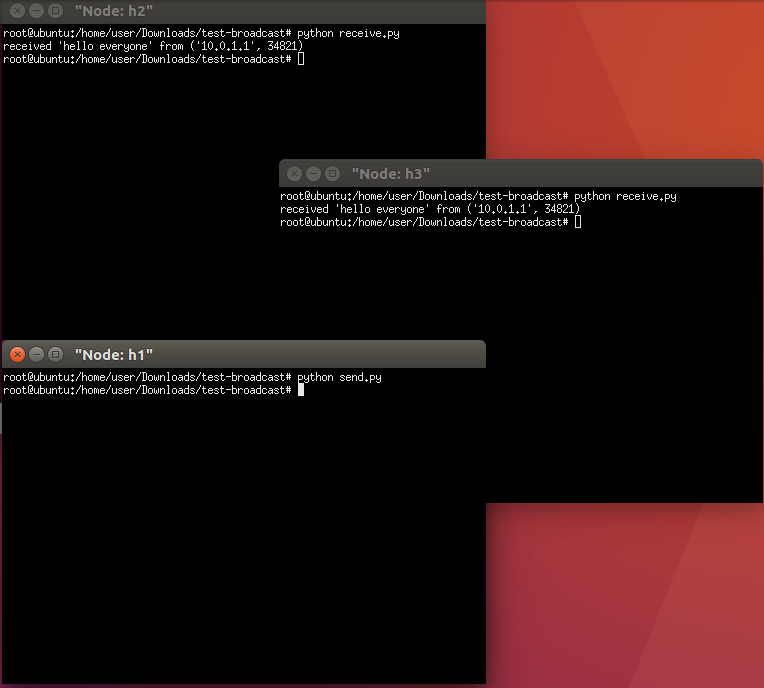 "Node: h2"
root@ubuntu:/home/user/Downloads/test-broadcast# python receive.py
received 'hello everyone' from ('10.0.1.1', 34821)
root@ubuntu:/home/user/Downloads/test-broadcast#
"Node: h3"
root@ubuntu:/home/user/Downloads/test-broadcast# python receive.py
received 'hello everyone' from ('10.0.1.1', 34821)
root@ubuntu:/home/user/Downloads/test-broadcast#
"Node: h1"
root@ubuntu:/home/user/Downloads/test-broadcast# python send.py
root@ubuntu:/home/user/Downloads/test-broadcast#